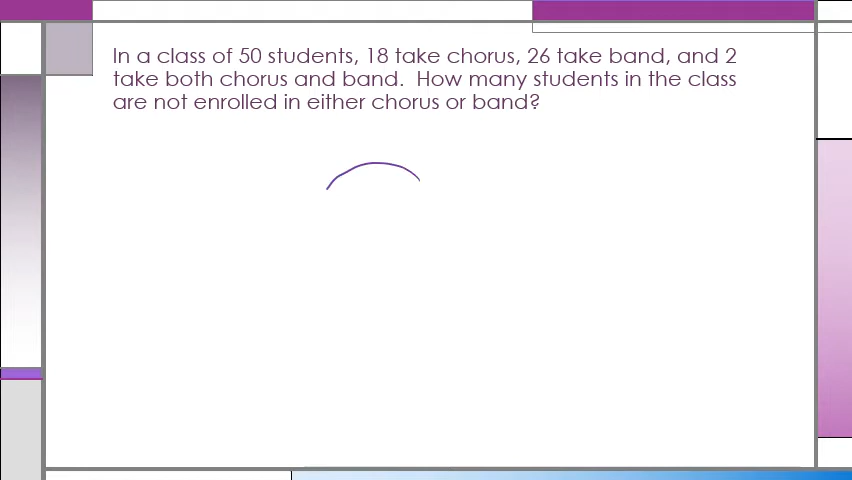 In a class of 50 students, 18 take chorus, 26 take band, and 2
take both chorus and band.  How many students in the class
are not enrolled in either chorus or band?